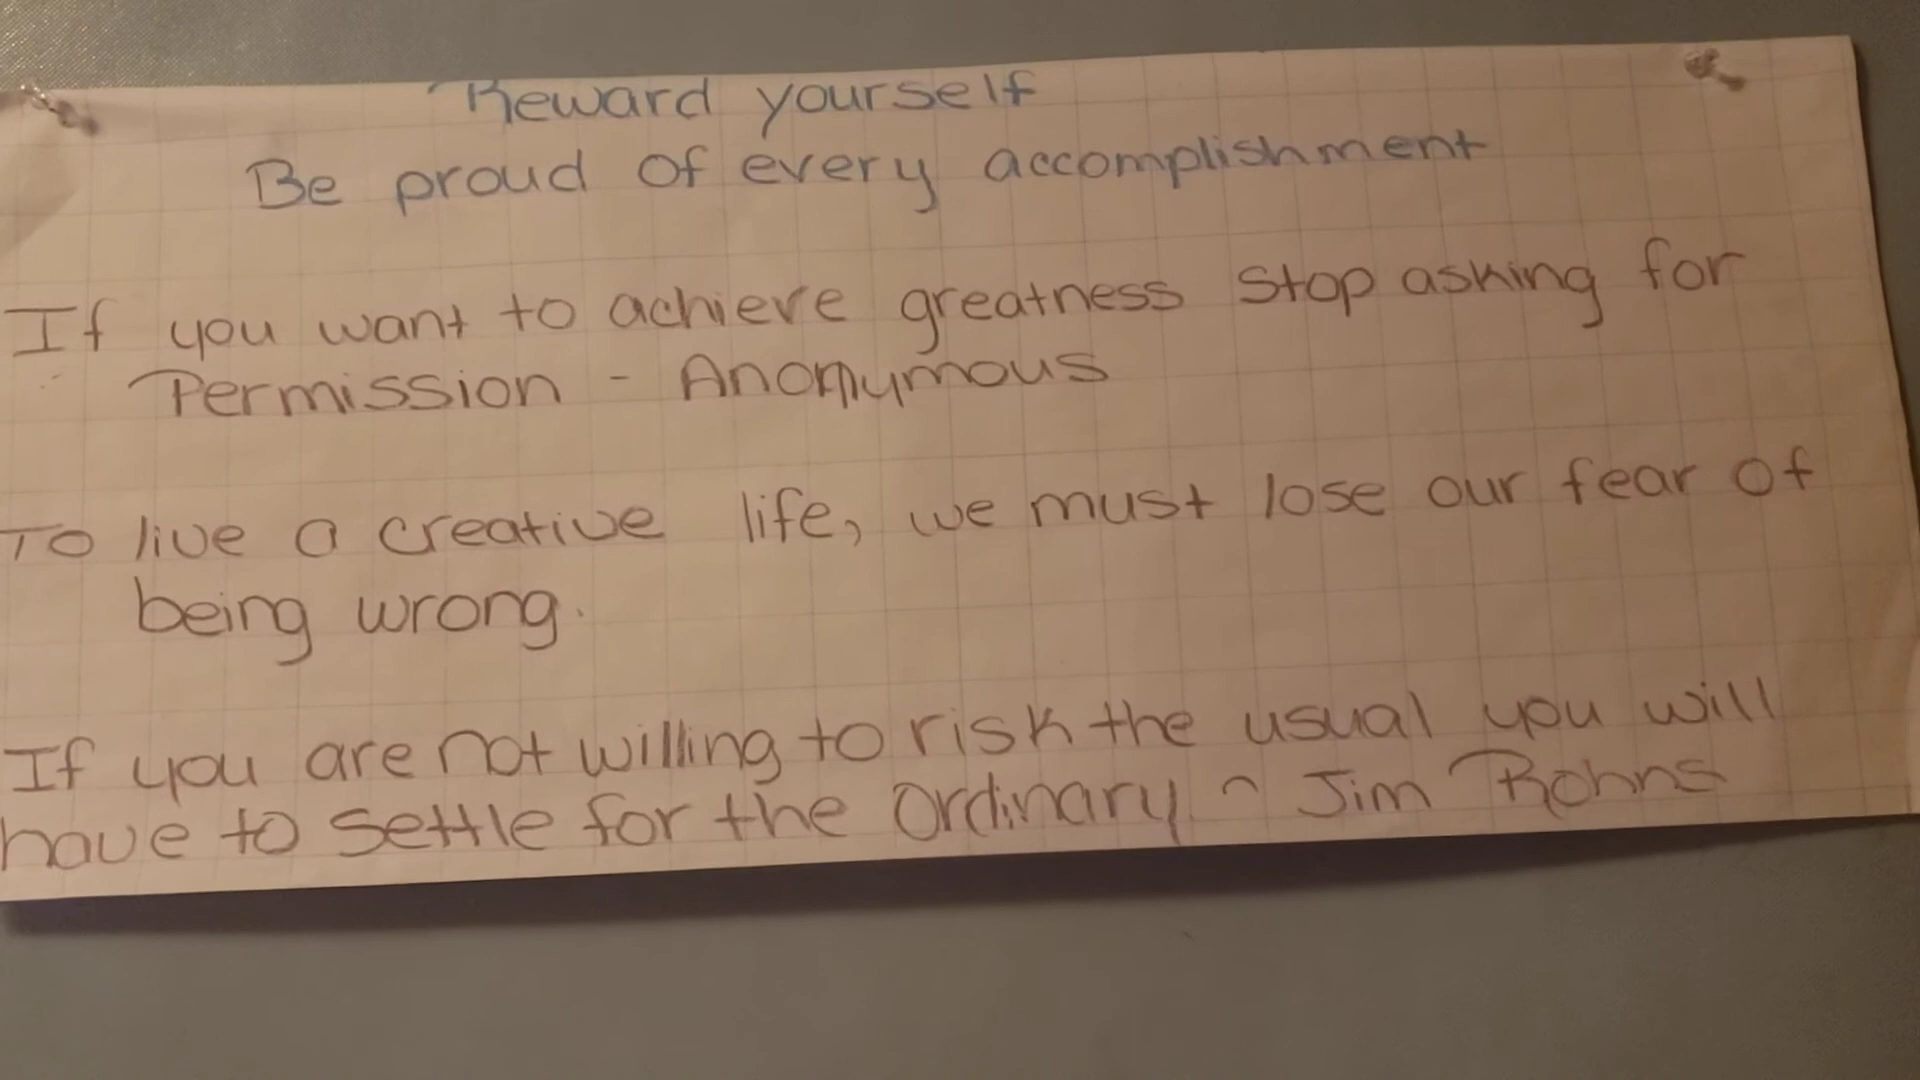 Reward yourself
Be proud of every accomplishment
If you want to achieve greatness stop asking for
Permission - Anonymous
To live a creative life, we must lose our fear of
being wrong.
If you are not willing to risk the usual you will
have to settle for the ordinary ~ Jim Rohns